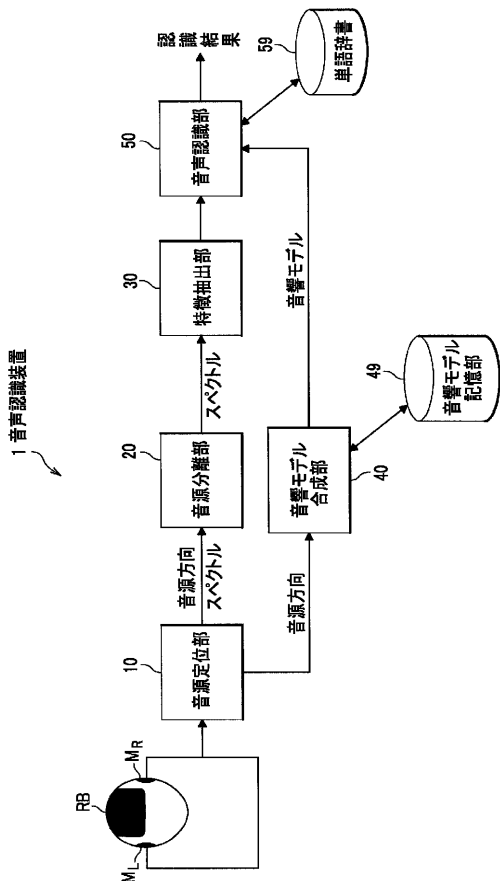 1 音声認識装置
RB
ML
MR
10
音源定位部
音源方向
スペクトル
20
音源分離部
スペクトル
30
特徴抽出部
50
音声認識部
認識
結果
59
単語辞書
音源方向
音響モデル
合成部
40
音響モデル
49
音響モデル
記憶部